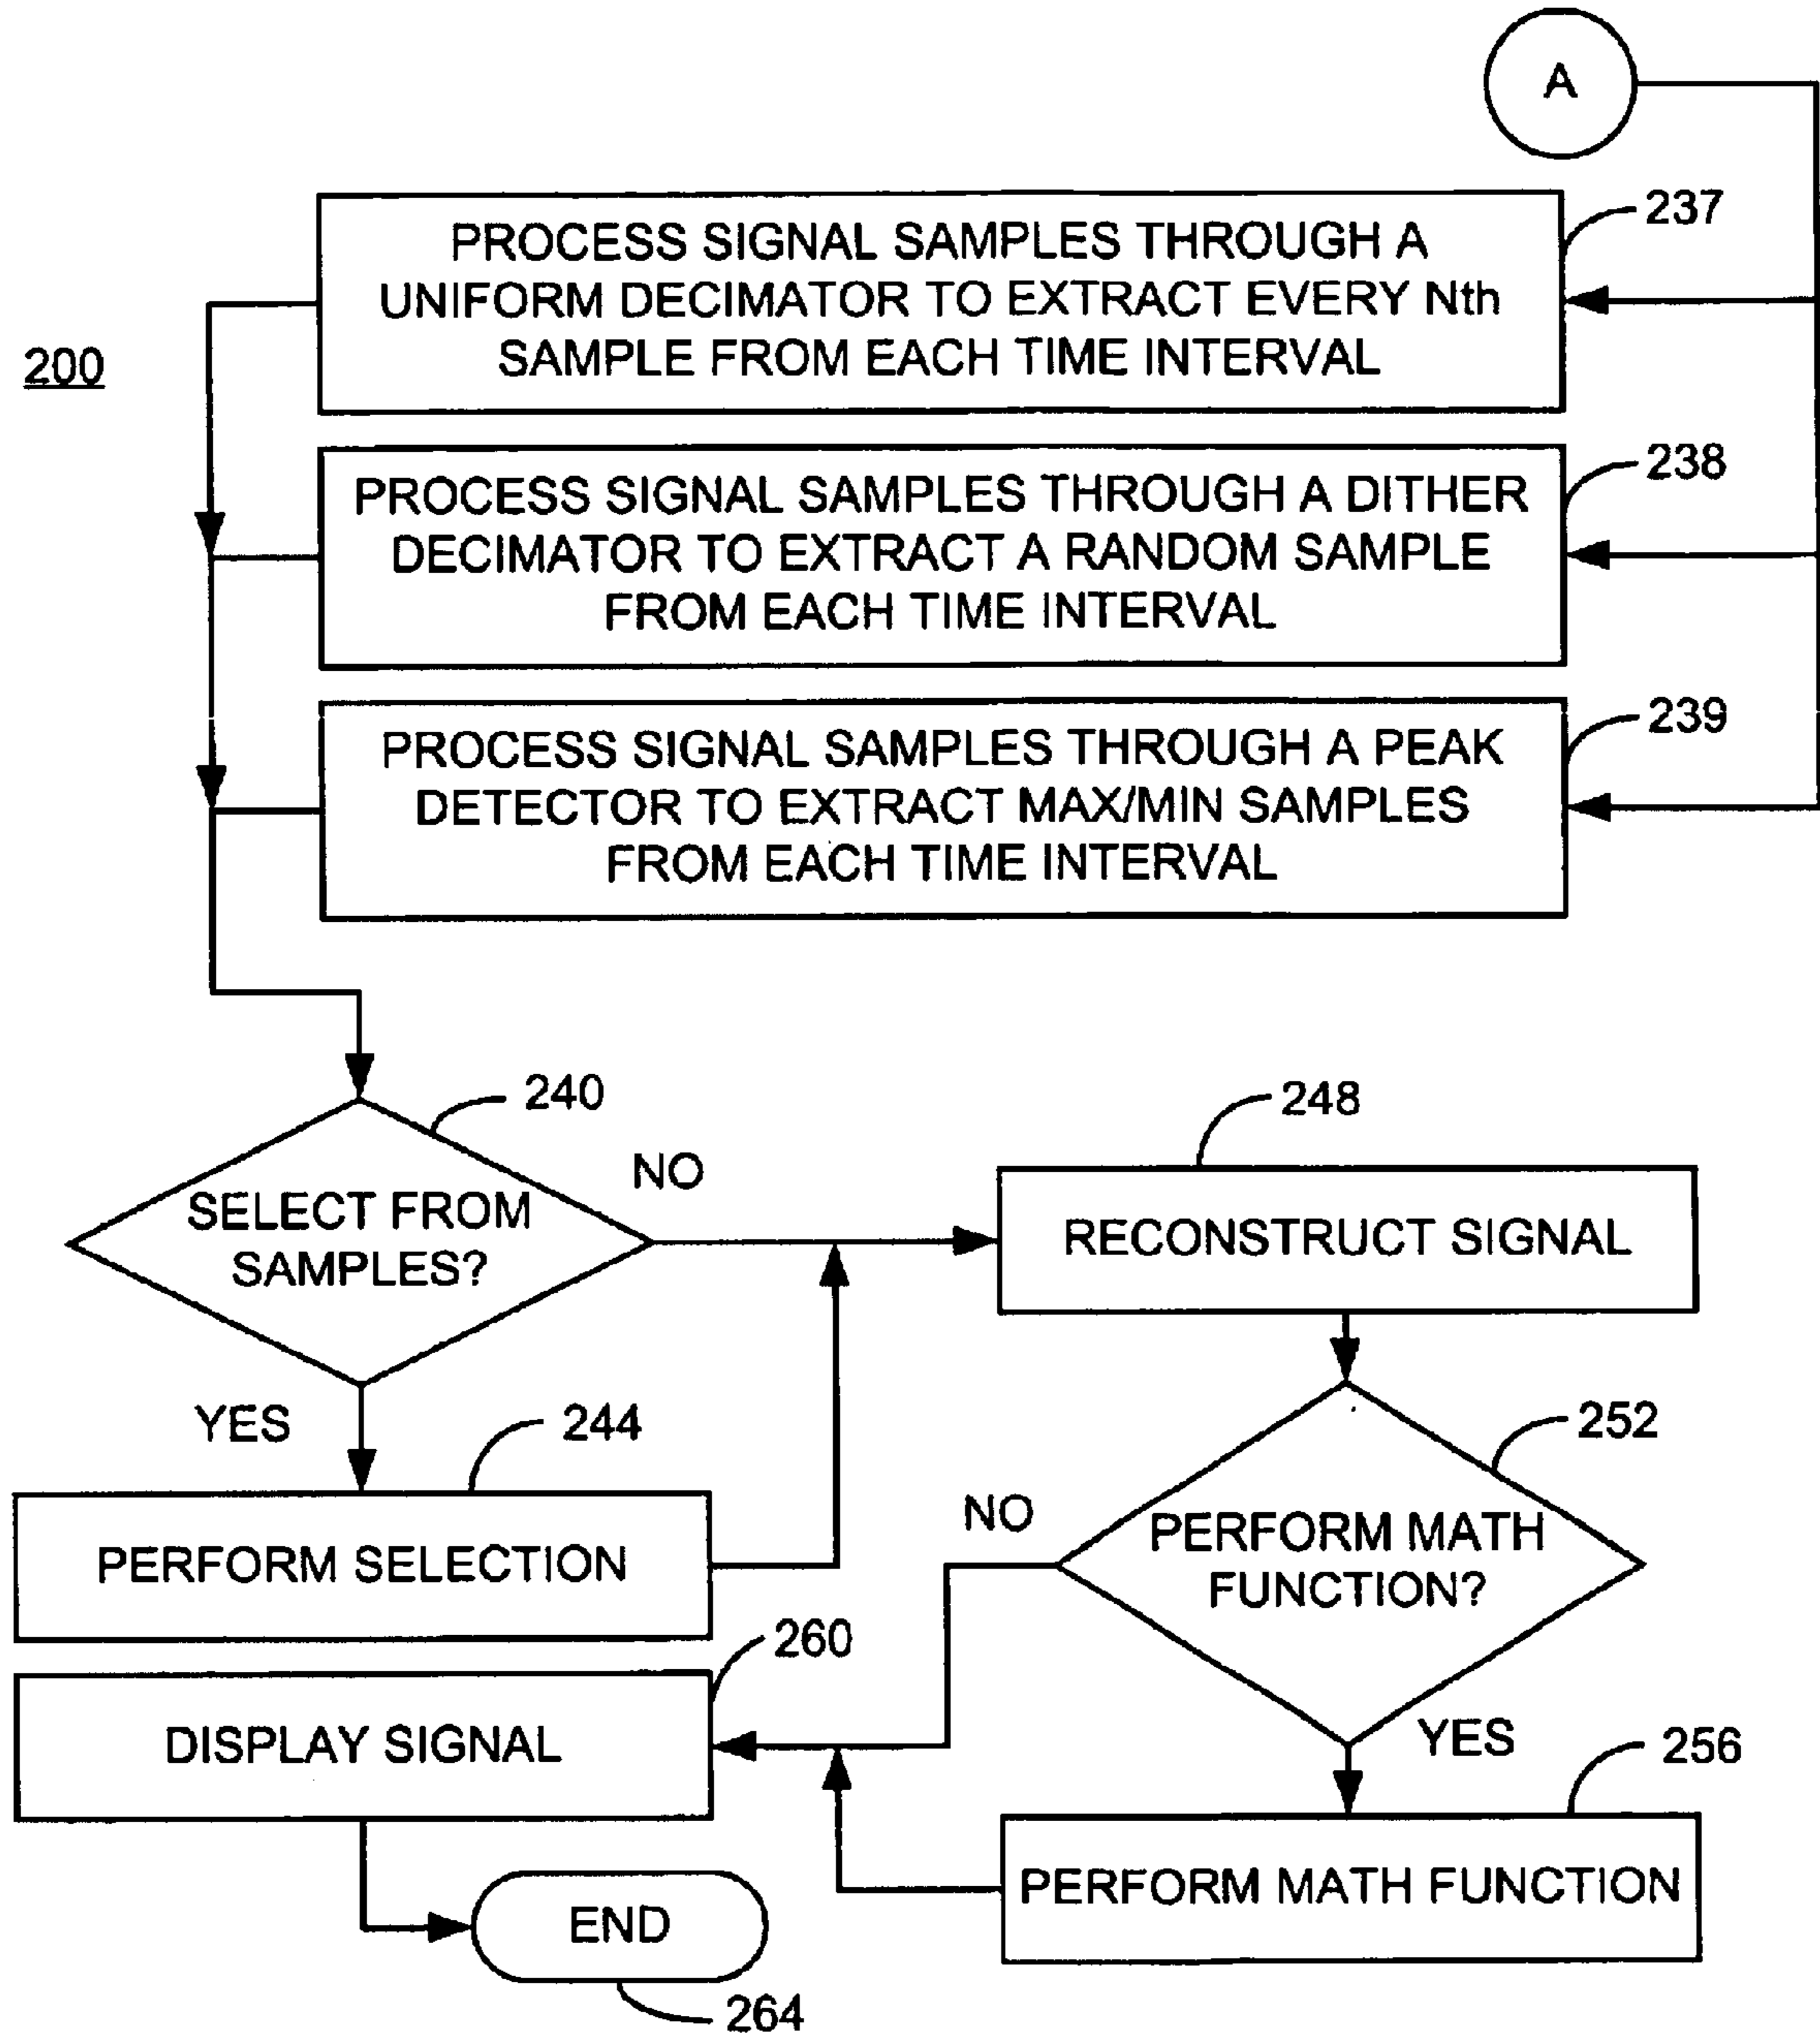 A
200
PROCESS SIGNAL SAMPLES THROUGH A
UNIFORM DECIMATOR TO EXTRACT EVERY Nth
SAMPLE FROM EACH TIME INTERVAL
237
PROCESS SIGNAL SAMPLES THROUGH A DITHER
DECIMATOR TO EXTRACT A RANDOM SAMPLE
FROM EACH TIME INTERVAL
238
PROCESS SIGNAL SAMPLES THROUGH A PEAK
DETECTOR TO EXTRACT MAX/MIN SAMPLES
FROM EACH TIME INTERVAL
239
240
SELECT FROM
SAMPLES?
NO
YES
244
PERFORM SELECTION
248
RECONSTRUCT SIGNAL
252
PERFORM MATH
FUNCTION?
NO
YES
256
PERFORM MATH FUNCTION
260
DISPLAY SIGNAL
END
264